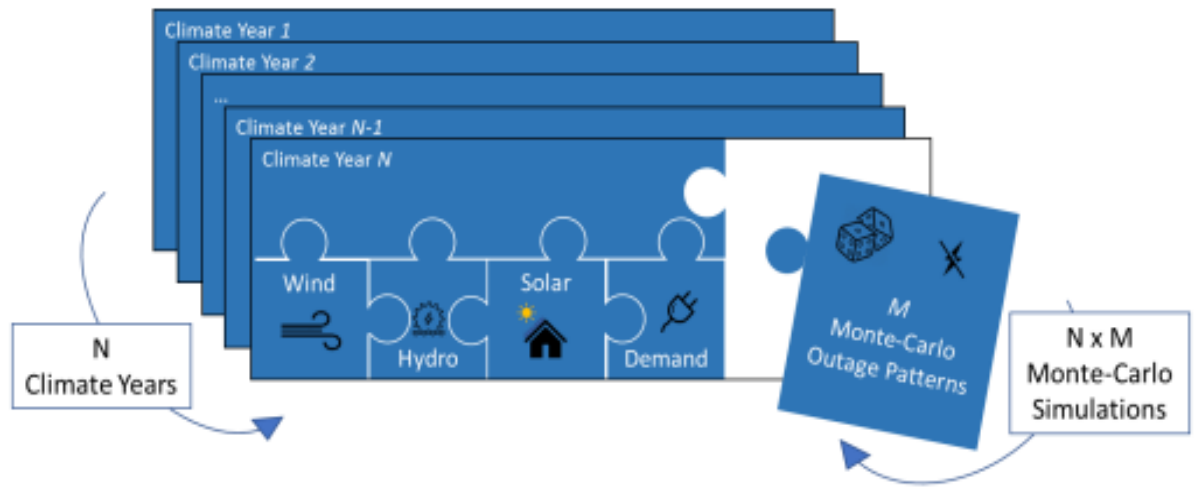 Climate Year 1
Climate Year 2
...
Climate Year N-1
Climate Year N
Wind
Hydro
Solar
Demand
M
Monte-Carlo
Outage Patterns
N
Climate Years
N x M
Monte-Carlo
Simulations